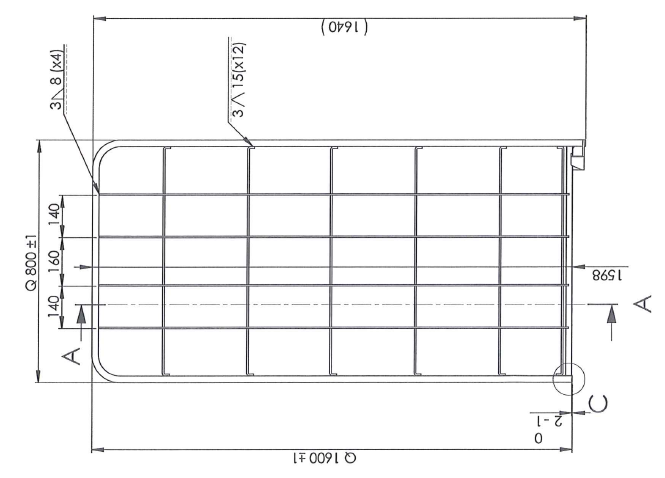 ( 1640 )
3 8 (x4)
3 15(x12)
Q 800 ±1
140
160
140
1598
A
A
C
0
2 -1
Q 1600 ±1